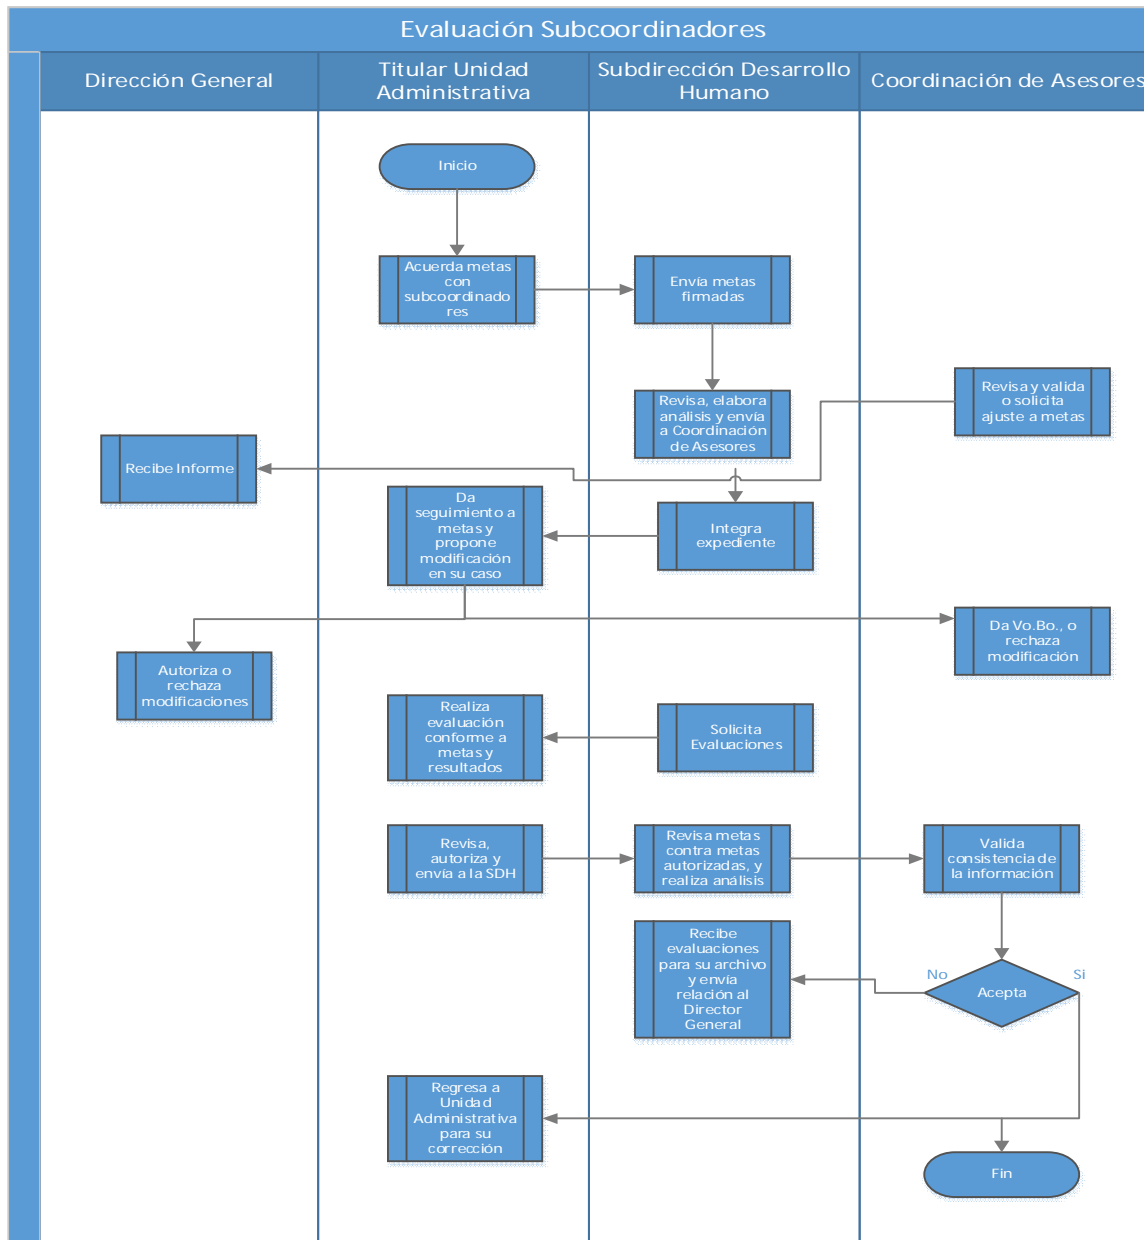 Evaluación Subcoordinadores
Dirección General
Titular Unidad
Administrativa
Subdirección Desarrollo
Humano
Coordinación de Asesores
Inicio
Acuerda metas
con
subcoordinado
res
Envía metas
firmadas
Revisa y valida
o solicita
ajuste a metas
Revisa, elabora
análisis y envía
a Coordinación
de Asesores
Recibe Informe
Da
seguimiento a
metas y
propone
modificación
en su caso
Integra
expediente
Da Vo.Bo., o
rechaza
modificación
Autoriza o
rechaza
modificaciones
Realiza
evaluación
conforme a
metas y
resultados
Solicita
Evaluaciones
Revisa,
autoriza y
envía a la SDH
Revisa metas
contra metas
autorizadas, y
realiza análisis
Valida
consistencia de
la información
Recibe
evaluaciones
para su archivo
y envía
relación al
Director
General
No
Si
Acepta
Regresa a
Unidad
Administrativa
para su
corrección
Fin